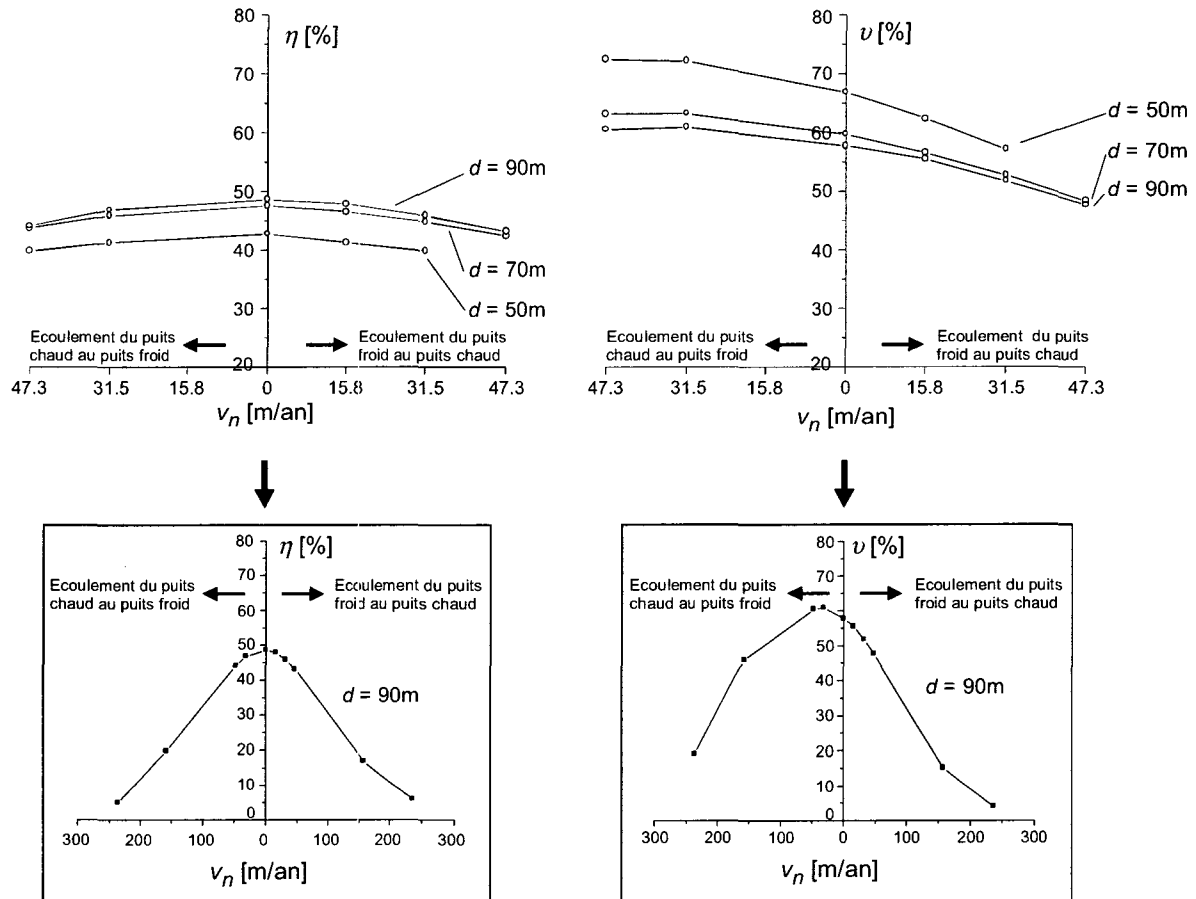 η [%]
80
70
60
50
40
30
20
d = 90m
d = 70m
d = 50m
Ecoulement du puits
chaud au puits froid
Ecoulement du puits
froid au puits chaud
47.3 31.5 15.8 0 15.8 31.5 47.3
v_n [m/an]
υ [%]
80
70
60
50
40
30
20
d = 50m
d = 70m
d = 90m
Ecoulement du puits
chaud au puits froid
Ecoulement du puits
froid au puits chaud
47.3 31.5 15.8 0 15.8 31.5 47.3
v_n [m/an]
η [%]
80
70
60
50
40
30
20
10
0
Ecoulement du puits
chaud au puits froid
Ecoulement du puits
froid au puits chaud
d = 90m
300 200 100 0 100 200 300
v_n [m/an]
υ [%]
80
70
60
50
40
30
20
10
0
Ecoulement du puits
chaud au puits froid
Ecoulement du puits
froid au puits chaud
d = 90m
300 200 100 0 100 200 300
v_n [m/an]